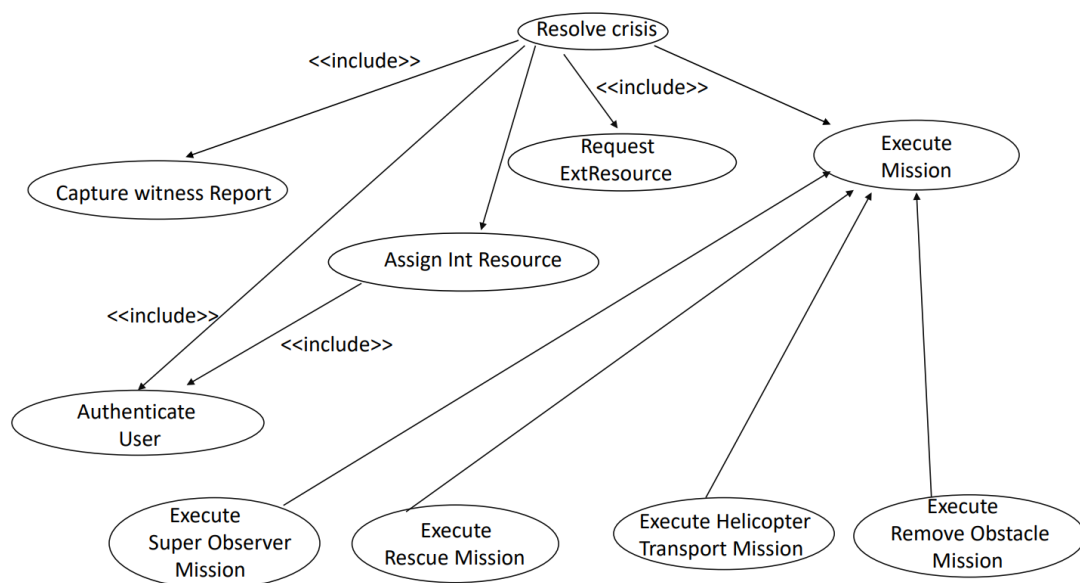 Resolve crisis
<<include>>
<<include>>
Request
ExtResource
Execute
Mission
Capture witness Report
Assign Int Resource
<<include>>
<<include>>
Authenticate
User
Execute
Super Observer
Mission
Execute
Rescue Mission
Execute Helicopter
Transport Mission
Execute
Remove Obstacle
Mission